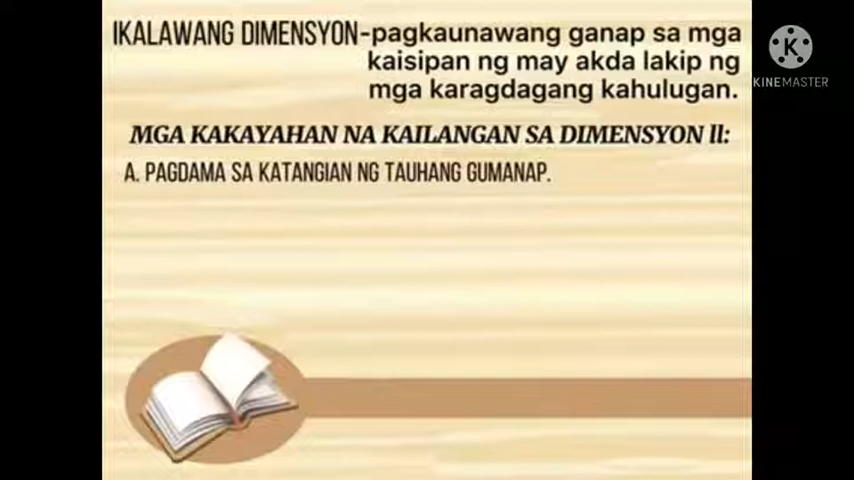 IKALAWANG DIMENSYON-pagkaunawang ganap sa mga
kaisipan ng may akda lakip ng
mga karagdagang kahulugan.
MGA KAKAYAHAN NA KAILANGAN SA DIMENSYON ll:
A. PAGDAMA SA KATANGIAN NG TAUHANG GUMANAP.
K
KINEMASTER